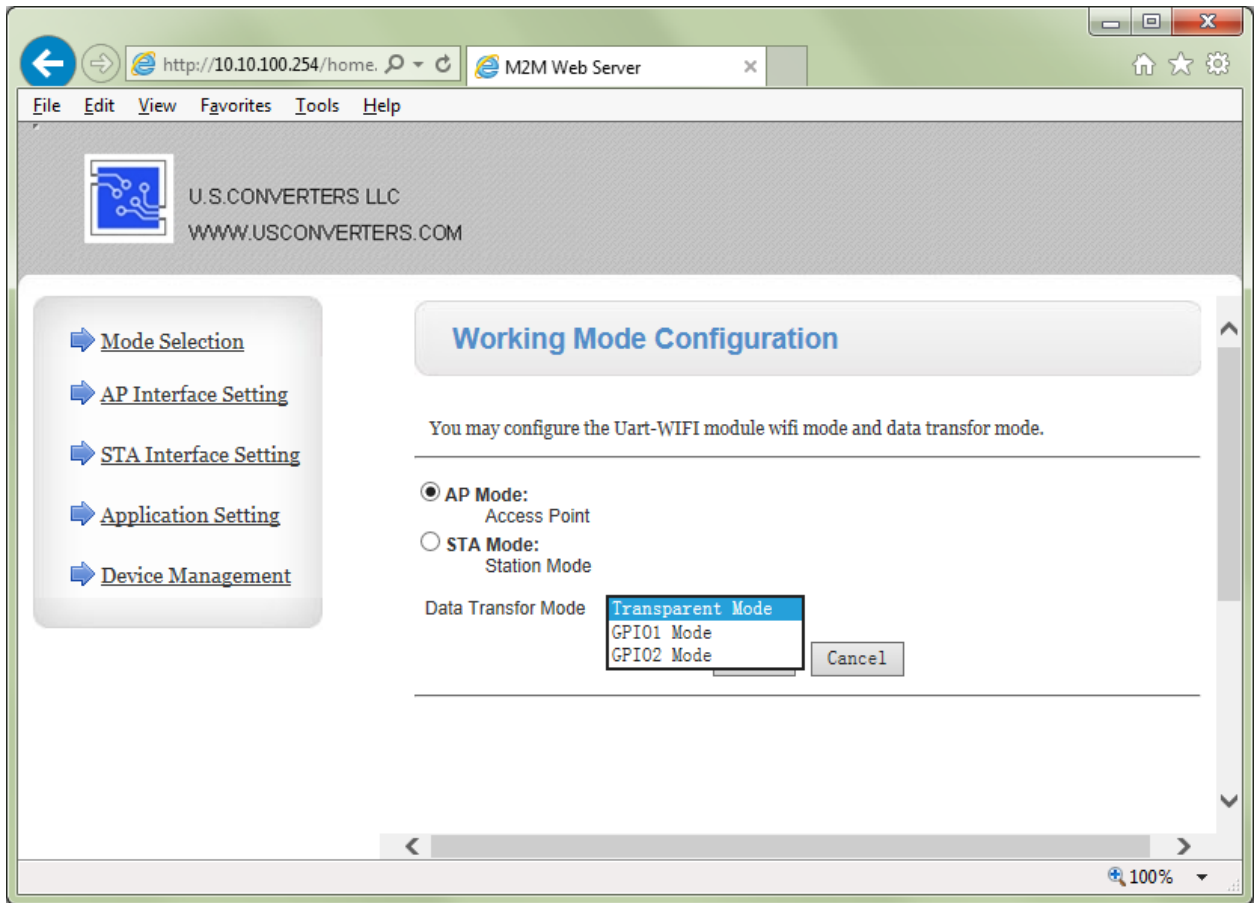 http://10.10.100.254/home.
M2M Web Server
File Edit View Favorites Tools Help
U.S.CONVERTERS LLC
WWW.USCONVERTERS.COM
Mode Selection
AP Interface Setting
STA Interface Setting
Application Setting
Device Management
Working Mode Configuration
You may configure the Uart-WIFI module wifi mode and data transfor mode.
AP Mode:
Access Point
STA Mode:
Station Mode
Data Transfor Mode Transparent Mode
GPIO1 Mode
GPIO2 Mode
Cancel
100%